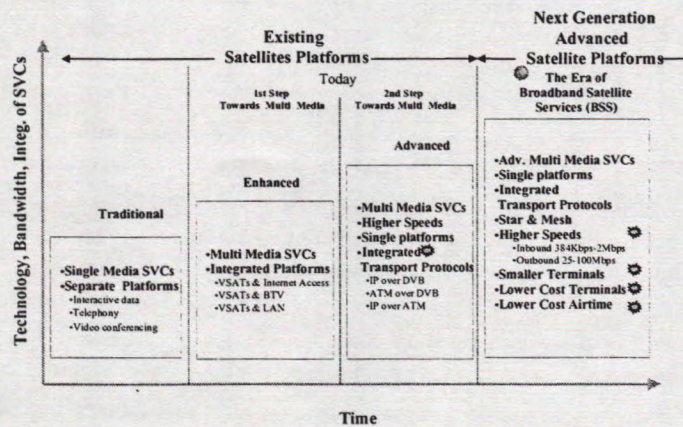 Existing
Satellites Platforms
Next Generation
Advanced
Satellite Platforms
Today
1st Step
Towards Multi Media
2nd Step
Towards Multi Media
The Era of
Broadband Satellite
Services (BSS)
Technology, Bandwidth, Integ. of SVCs
Traditional
•Single Media SVCs
•Separate Platforms
•Interactive data
•Telephony
•Video conferencing
Enhanced
•Multi Media SVCs
•Integrated Platforms
•VSATs & Internet Access
•VSATs & BTV
•VSATs & LAN
Advanced
•Multi Media SVCs
•Higher Speeds
•Single platforms
•Integrated
Transport Protocols
•IP over DVB
•ATM over DVB
•IP over ATM
•Adv. Multi Media SVCs
•Single platforms
•Integrated
Transport Protocols
•Star & Mesh
•Higher Speeds
•Inbound 384Kbps-2Mbps
•Outbound 25-100Mbps
•Smaller Terminals
•Lower Cost Terminals
•Lower Cost Airtime
Time